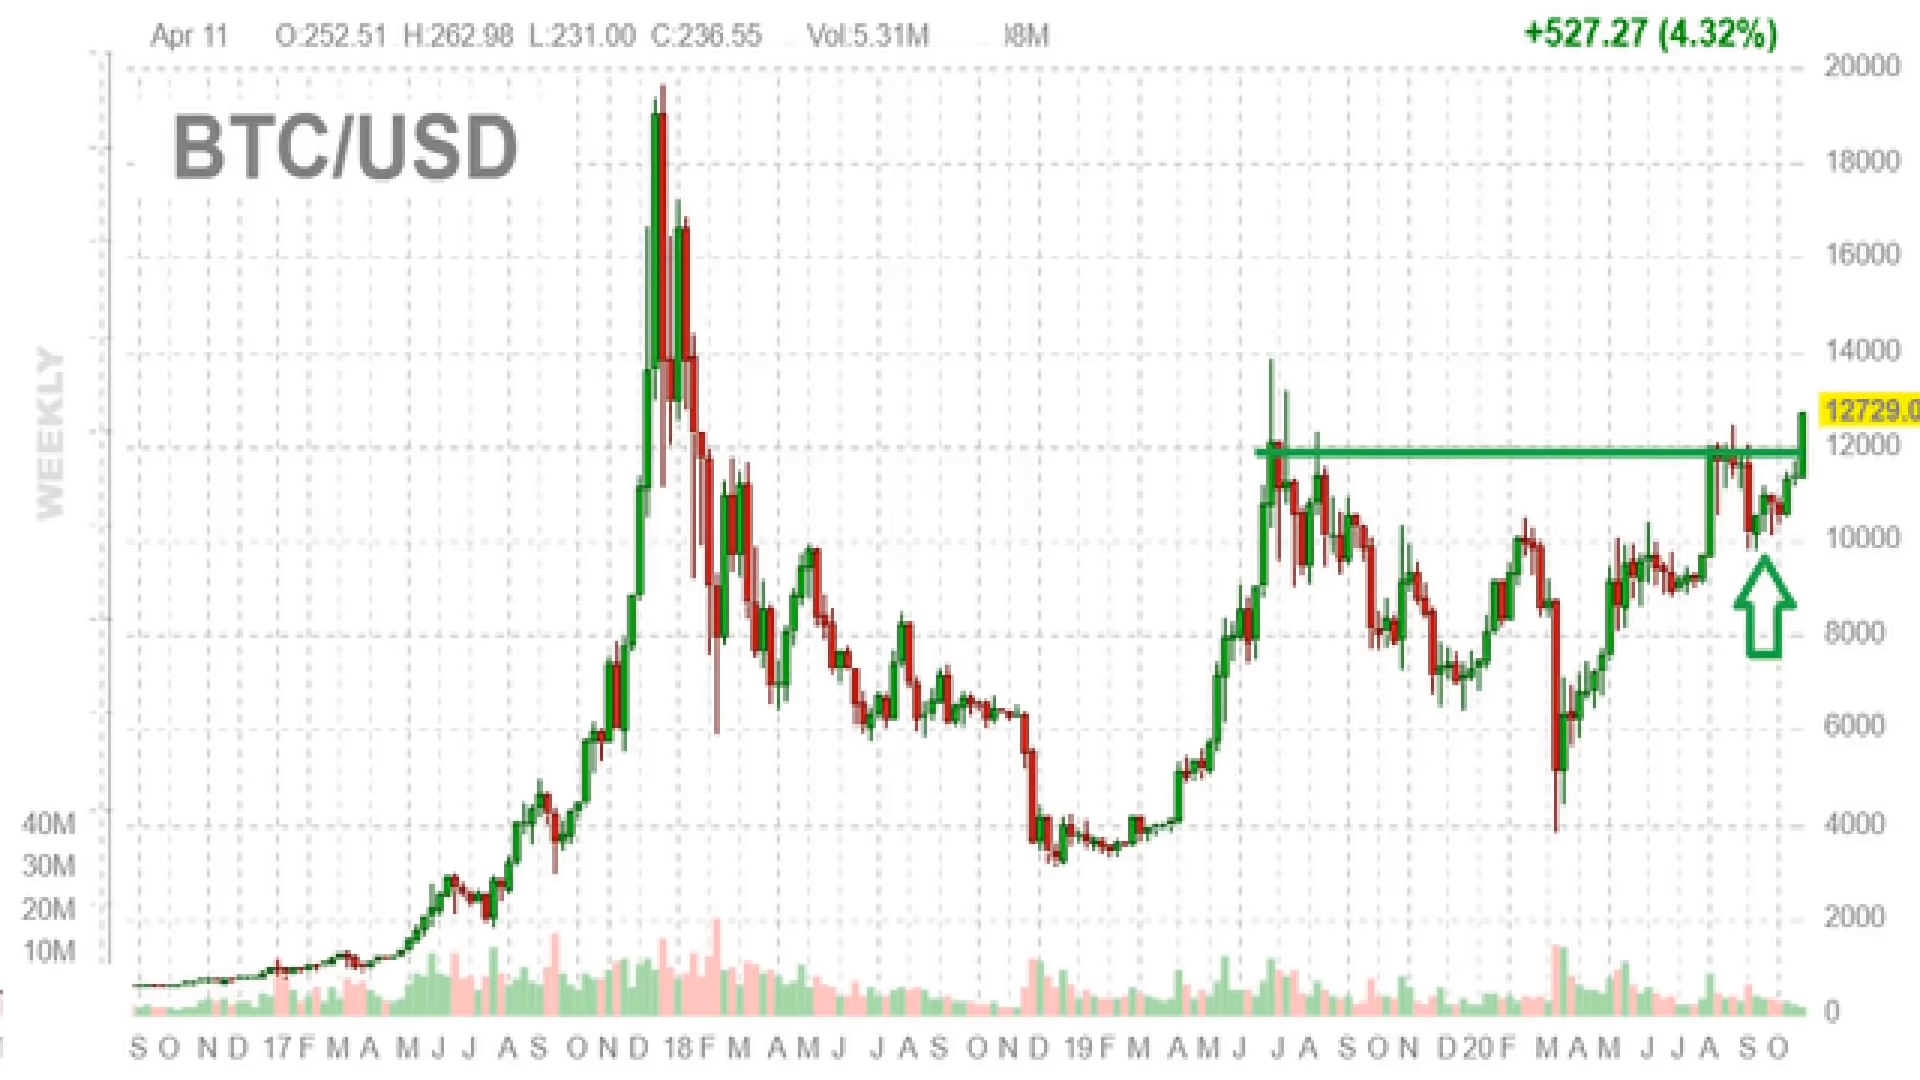 Apr 11 O:252.51 H:262.98 L:231.00 C:236.55 Vol:5.31M
+527.27 (4.32%)
BTC/USD
WEEKLY
20000
18000
16000
14000
12729.0
12000
10000
8000
6000
4000
2000
0
40M
30M
20M
10M
S O N D 17 F M A M J J A S O N D 18 F M A M J J A S O N D 19 F M A M J J A S O N D 20 F M A M J J A S O